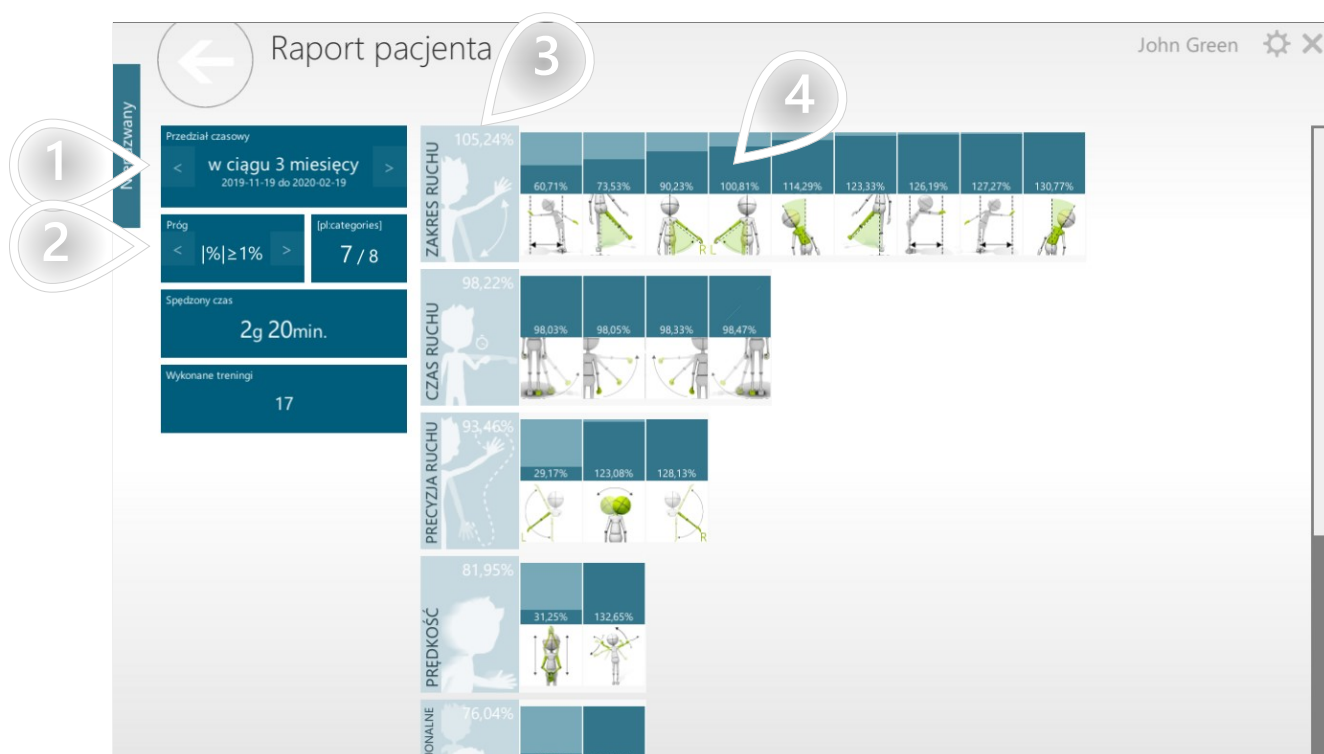 Raport pacjenta
John Green
1
2
3
4
Przedział czasowy
< w ciągu 3 miesięcy >
2019-11-19 do 2020-02-19
Próg
< |%|≥1% >
[pl:categories]
7 / 8
Spędzony czas
2g 20min.
Wykonane treningi
17
105,24%
ZAKRES RUCHU
60,71% 73,53% 90,23% 100,81% 114,29% 123,33% 126,19% 127,27% 130,77%
R L
98,22%
CZAS RUCHU
98,03% 98,05% 98,33% 98,47%
93,46%
PRECYZJA RUCHU
29,17% 123,08% 128,13%
L R
81,95%
PRĘDKOŚĆ
31,25% 132,65%
76,04%